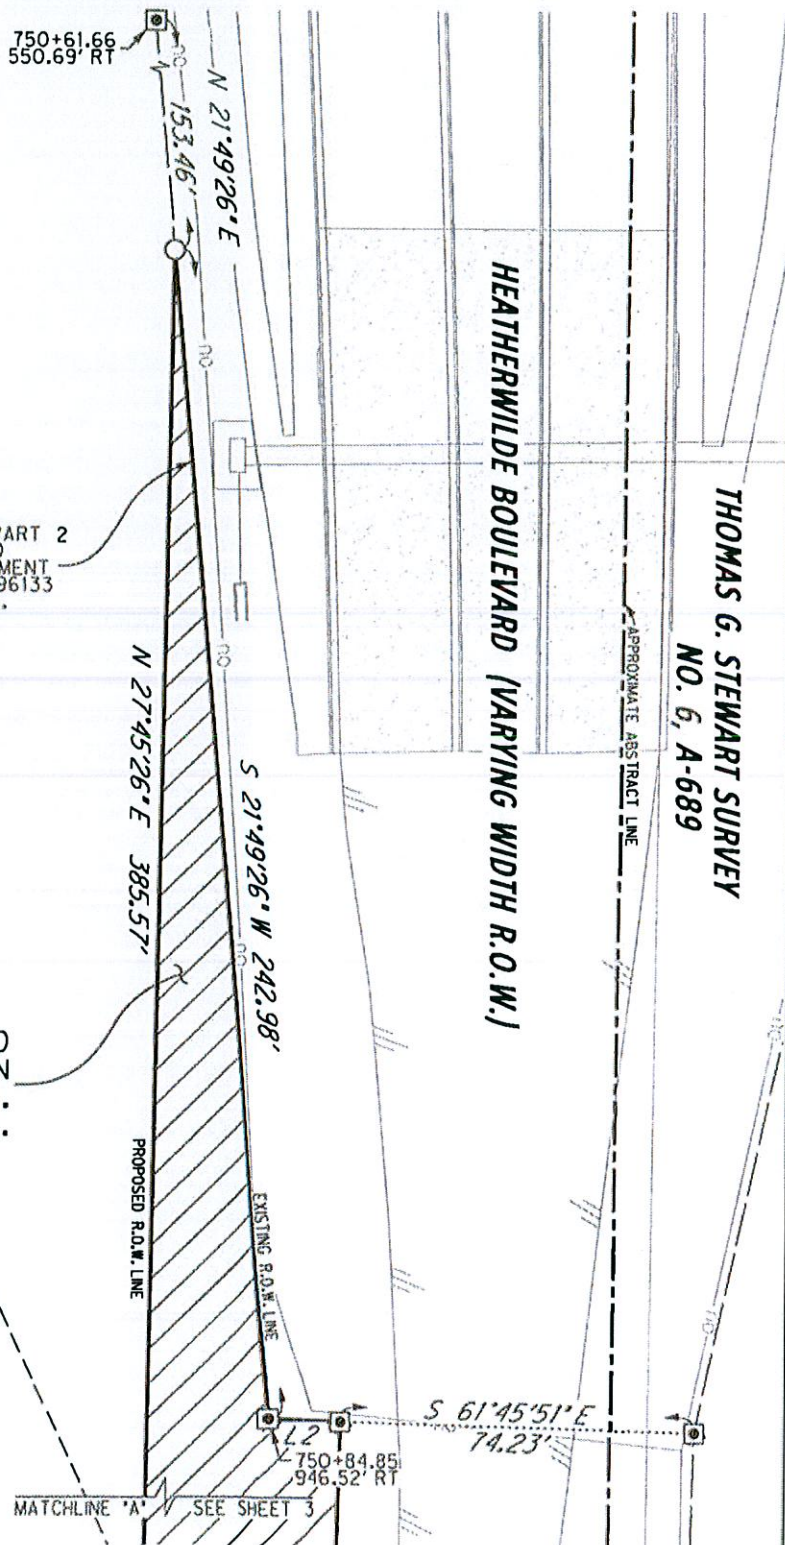 750+61.66
550.69' RT
N 21°49'26" E
153.46'
HEATHERWILDE BOULEVARD (VARYING WIDTH R.O.W.)
THOMAS G. STEWART SURVEY
NO. 6, A-689
APPROXIMATE ABSTRACT LINE
PART 2
MENT
96133
N 27°45'26" E 385.57'
S 21°49'26" W 242.98'
PROPOSED R.O.W. LINE
EXISTING R.O.W. LINE
S 61°45'51" E
74.23'
L2
750+84.85
946.52' RT
MATCHLINE "A" SEE SHEET 3